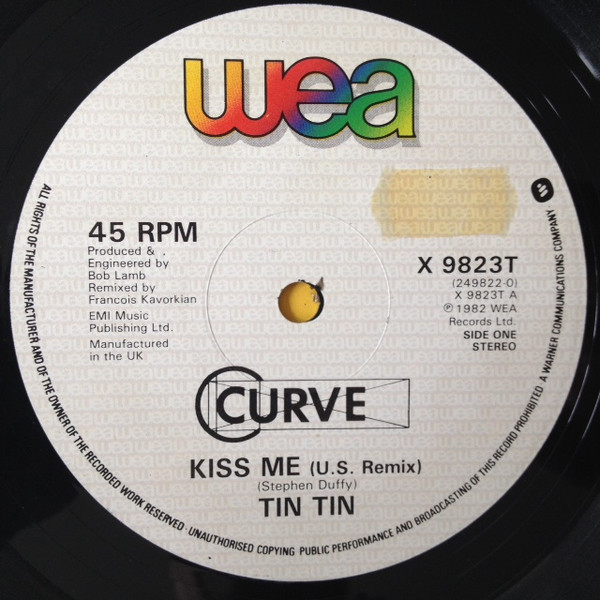 wea
45 RPM
Produced & .
Engineered by
Bob Lamb
Remixed by
Francois Kavorkian
EMI Music
Publishing Ltd.
Manufactured
in the UK
X 9823T
(249822-0)
X 9823T A
℗ 1982 WEA
Records Ltd.
SIDE ONE
STEREO
CURVE
KISS ME (U.S. Remix)
(Stephen Duffy)
TIN TIN
ALL RIGHTS OF THE MANUFACTURER AND OF THE OWNER OF THE RECORDED WORK RESERVED · UNAUTHORISED COPYING PUBLIC PERFORMANCE AND BROADCASTING OF THIS RECORD PROHIBITED A WARNER COMMUNICATIONS COMPANY